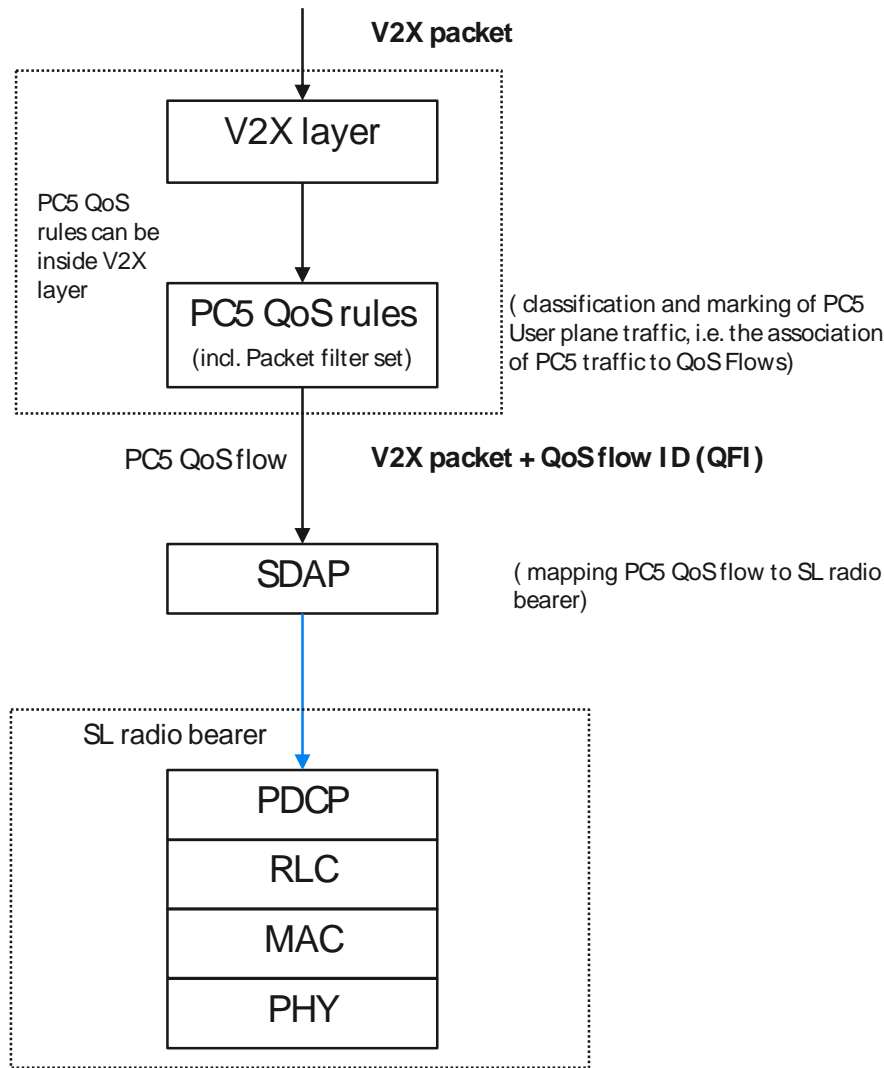 V2X packet
V2X layer
PC5 QoS
rules can be
inside V2X
layer
PC5 QoS rules
(incl. Packet filter set)
( classification and marking of PC5
User plane traffic, i.e. the association
of PC5 traffic to QoS Flows)
PC5 QoS flow
V2X packet + QoS flow ID (QFI)
SDAP
( mapping PC5 QoS flow to SL radio
bearer)
SL radio bearer
PDCP
RLC
MAC
PHY